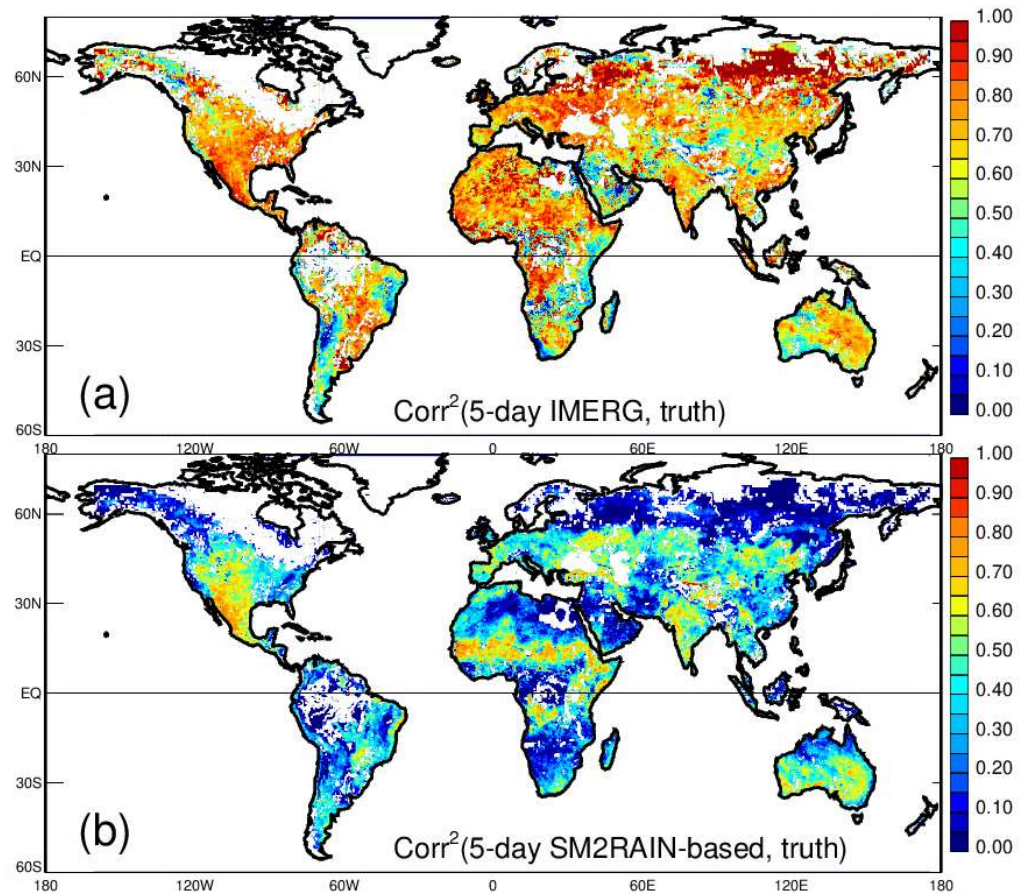 1.00
0.90
0.80
0.70
0.60
0.50
0.40
0.30
0.20
0.10
0.00
60N
30N
EQ
30S
60S
(a)
Corr²(5-day IMERG, truth)
180 120W 60W 0 60E 120E 180
1.00
0.90
0.80
0.70
0.60
0.50
0.40
0.30
0.20
0.10
0.00
60N
30N
EQ
30S
60S
(b)
Corr²(5-day SM2RAIN-based, truth)
180 120W 60W 0 60E 120E 180